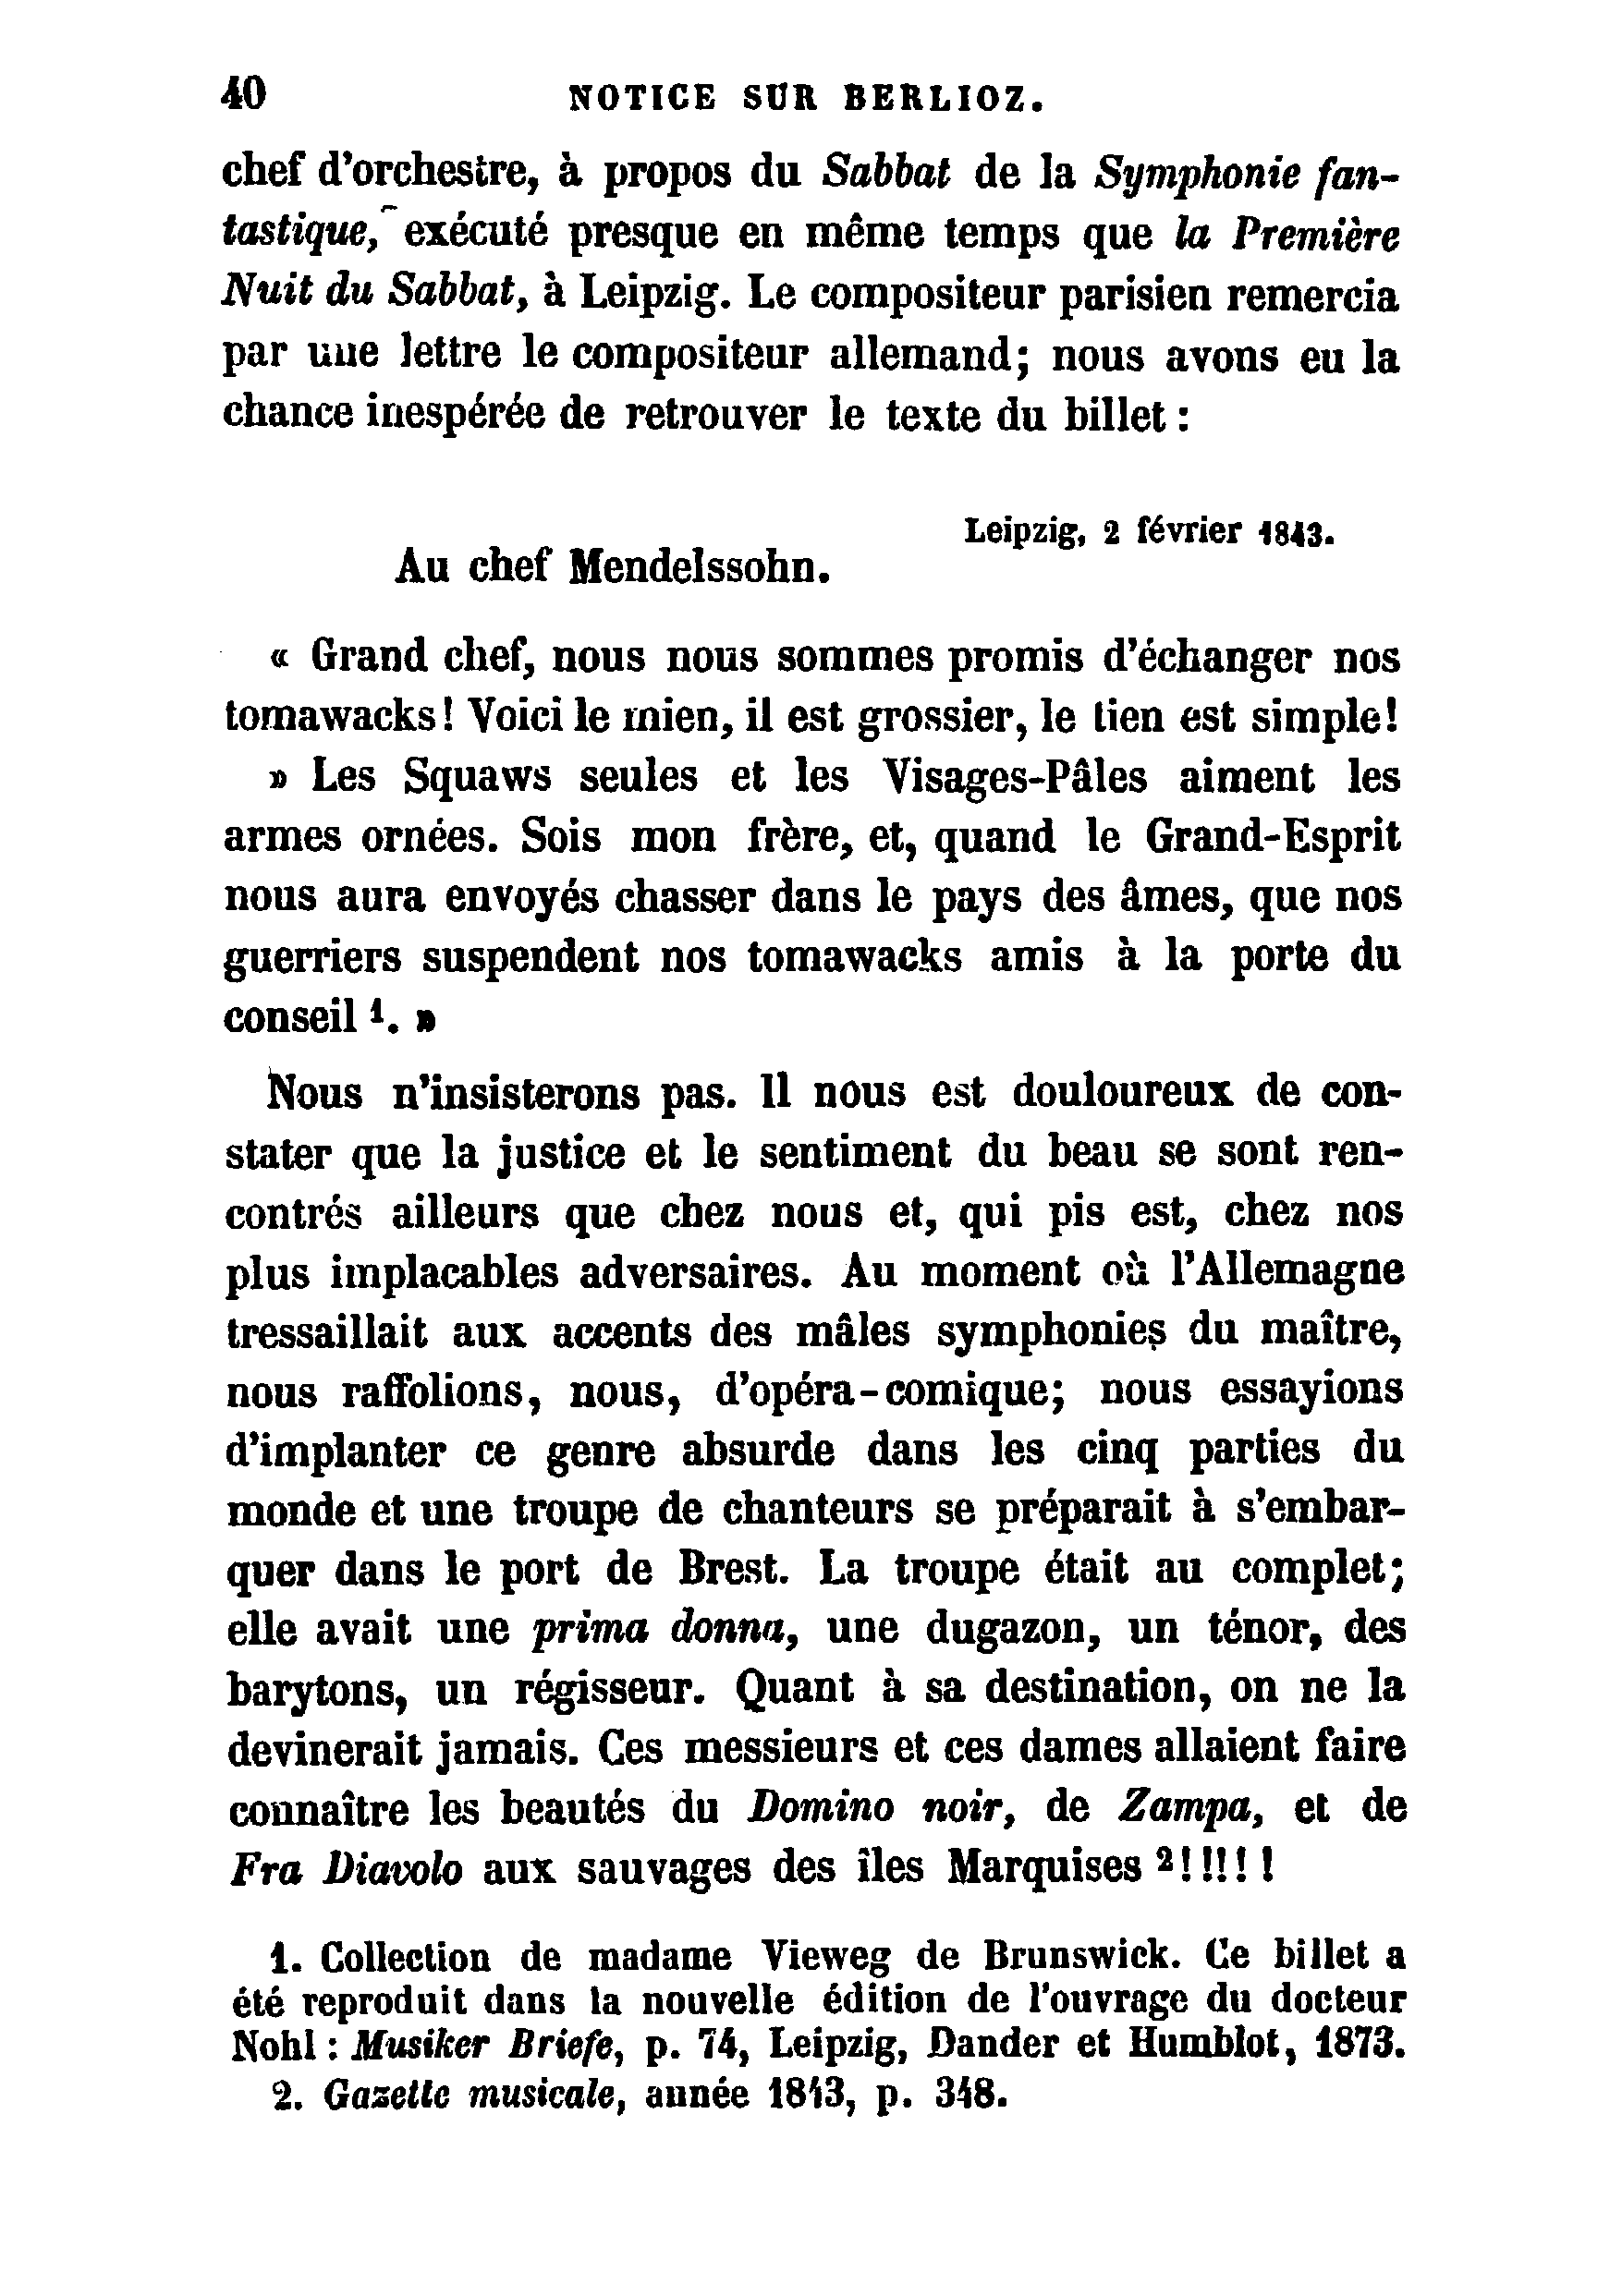 40 NOTICE SUR BERLIOZ.
chef d'orchestre, à propos du Sabbat de la Symphonie fan-
tastique, exécuté presque en même temps que la Première
Nuit du Sabbat, à Leipzig. Le compositeur parisien remercia
par une lettre le compositeur allemand; nous avons eu la
chance inespérée de retrouver le texte du billet :
Leipzig, 2 février 1843.
Au chef Mendelssohn.
« Grand chef, nous nous sommes promis d'échanger nos
tomawacks! Voici le mien, il est grossier, le tien est simple!
» Les Squaws seules et les Visages-Pâles aiment les
armes ornées. Sois mon frère, et, quand le Grand-Esprit
nous aura envoyés chasser dans le pays des âmes, que nos
guerriers suspendent nos tomawacks amis à la porte du
conseil 1. »
Nous n'insisterons pas. Il nous est douloureux de con-
stater que la justice et le sentiment du beau se sont ren-
contrés ailleurs que chez nous et, qui pis est, chez nos
plus implacables adversaires. Au moment où l'Allemagne
tressaillait aux accents des mâles symphonies du maître,
nous raffolions, nous, d'opéra-comique; nous essayions
d'implanter ce genre absurde dans les cinq parties du
monde et une troupe de chanteurs se préparait à s'embar-
quer dans le port de Brest. La troupe était au complet;
elle avait une prima donna, une dugazon, un ténor, des
barytons, un régisseur. Quant à sa destination, on ne la
devinerait jamais. Ces messieurs et ces dames allaient faire
connaître les beautés du Domino noir, de Zampa, et de
Fra Diavolo aux sauvages des îles Marquises 2!!!!!
1. Collection de madame Vieweg de Brunswick. Ce billet a
été reproduit dans la nouvelle édition de l'ouvrage du docteur
Nohl : Musiker Briefe, p. 74, Leipzig, Dander et Humblot, 1873.
2. Gazette musicale, année 1843, p. 348.